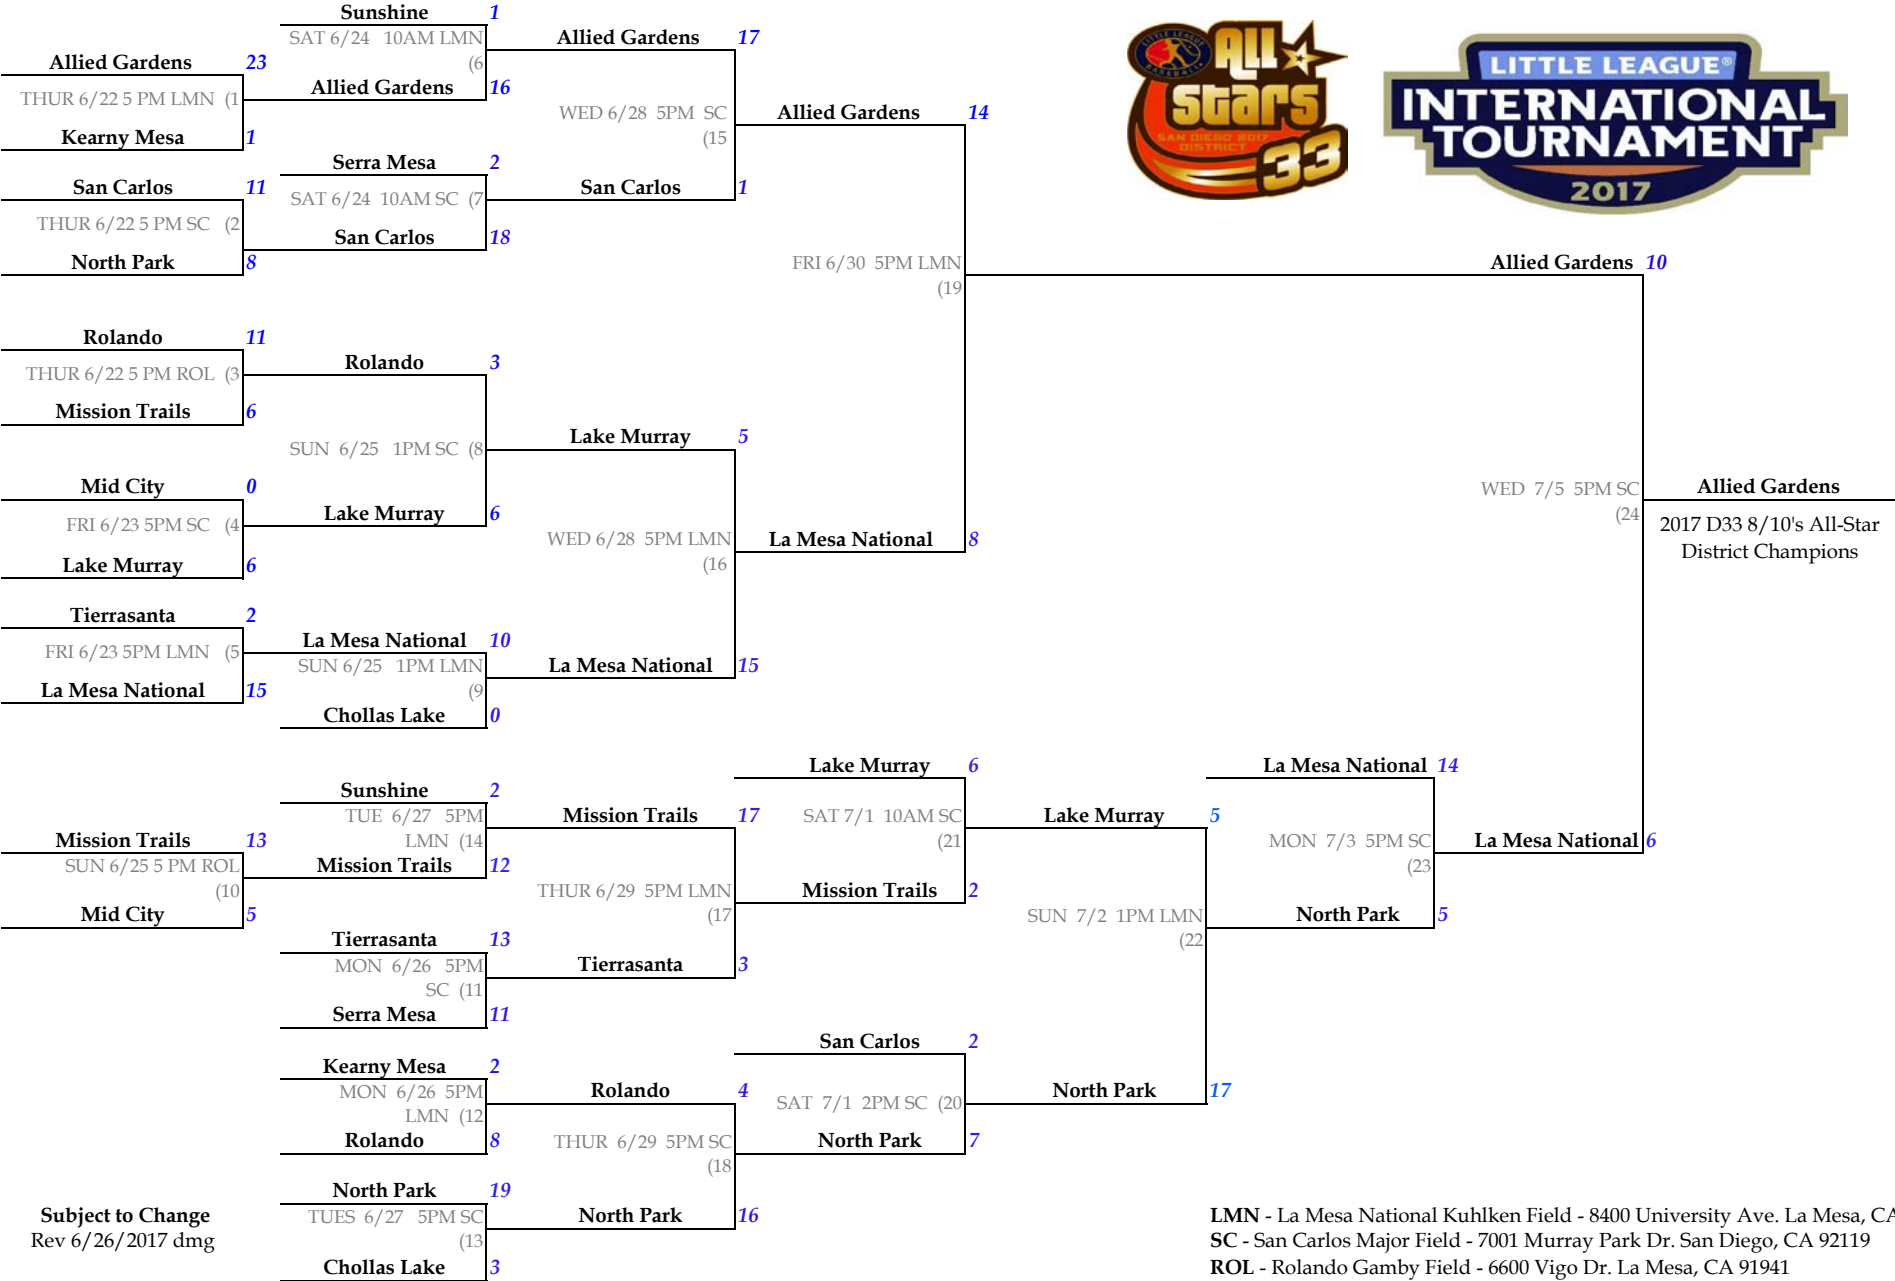 Sunshine 1
SAT 6/24 10AM LMN
(6
Allied Gardens 16
Allied Gardens 23
THUR 6/22 5 PM LMN (1
Kearny Mesa 1
San Carlos 11
THUR 6/22 5 PM SC (2
North Park 8
Serra Mesa 2
SAT 6/24 10AM SC (7
San Carlos 18
Allied Gardens 17
WED 6/28 5PM SC
(15
San Carlos 1
Allied Gardens 14
FRI 6/30 5PM LMN
(19
La Mesa National 8
Rolando 11
THUR 6/22 5 PM ROL (3
Mission Trails 6
Mid City 0
FRI 6/23 5PM SC (4
Lake Murray 6
Rolando 3
SUN 6/25 1PM SC (8
Lake Murray 6
Tierrasanta 2
FRI 6/23 5PM LMN (5
La Mesa National 15
La Mesa National 10
SUN 6/25 1PM LMN
(9
Chollas Lake 0
Lake Murray 5
WED 6/28 5PM LMN
(16
La Mesa National 15
LITTLE LEAGUE
BASEBALL
All
Stars
SAN DIEGO 2017
DISTRICT
33
LITTLE LEAGUE®
INTERNATIONAL
TOURNAMENT
2017
Allied Gardens 10
WED 7/5 5PM SC
(24
La Mesa National 6
Allied Gardens
2017 D33 8/10's All-Star
District Champions
Mission Trails 13
SUN 6/25 5 PM ROL
(10
Mid City 5
Sunshine 2
TUE 6/27 5PM
LMN (14
Mission Trails 12
Tierrasanta 13
MON 6/26 5PM
SC (11
Serra Mesa 11
Kearny Mesa 2
MON 6/26 5PM
LMN (12
Rolando 8
North Park 19
TUES 6/27 5PM SC
(13
Chollas Lake 3
Mission Trails 17
THUR 6/29 5PM LMN
(17
Tierrasanta 3
Rolando 4
THUR 6/29 5PM SC
(18
North Park 16
Lake Murray 6
SAT 7/1 10AM SC
(21
Mission Trails 2
San Carlos 2
SAT 7/1 2PM SC (20
North Park 7
Lake Murray 5
SUN 7/2 1PM LMN
(22
North Park 17
La Mesa National 14
MON 7/3 5PM SC
(23
North Park 5
Subject to Change
Rev 6/26/2017 dmg
LMN - La Mesa National Kuhlken Field - 8400 University Ave. La Mesa, CA
SC - San Carlos Major Field - 7001 Murray Park Dr. San Diego, CA 92119
ROL - Rolando Gamby Field - 6600 Vigo Dr. La Mesa, CA 91941